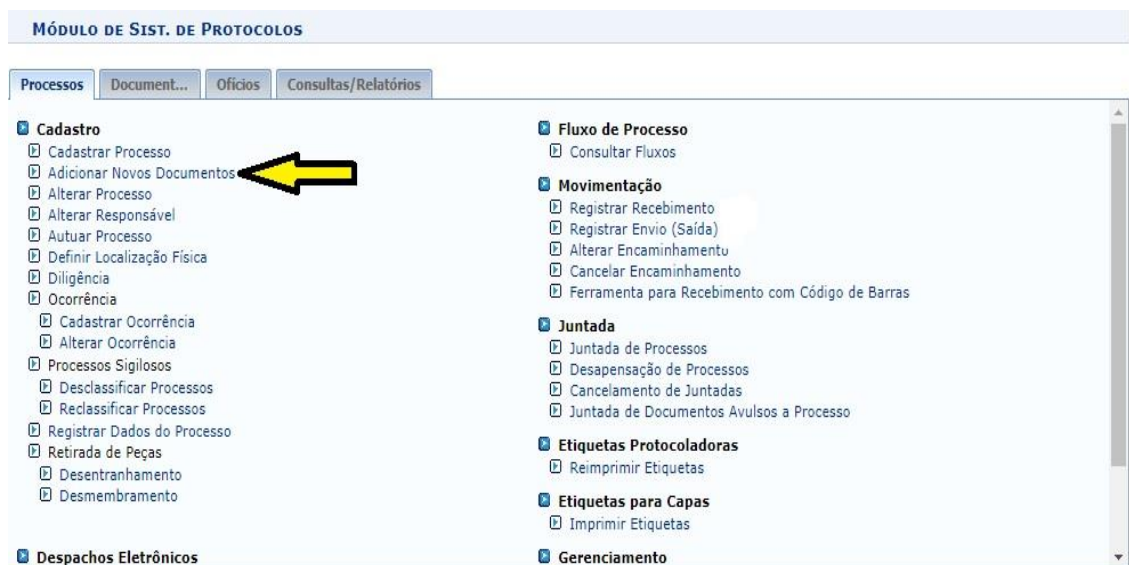 MÓDULO DE SIST. DE PROTOCOLOS
Processos
Document...
Ofícios
Consultas/Relatórios
Cadastro
Cadastrar Processo
Adicionar Novos Documentos
Alterar Processo
Alterar Responsável
Autuar Processo
Definir Localização Física
Diligência
Ocorrência
Cadastrar Ocorrência
Alterar Ocorrência
Processos Sigilosos
Desclassificar Processos
Reclassificar Processos
Registrar Dados do Processo
Retirada de Peças
Desentranhamento
Desmembramento
Despachos Eletrônicos
Fluxo de Processo
Consultar Fluxos
Movimentação
Registrar Recebimento
Registrar Envio (Saída)
Alterar Encaminhamento
Cancelar Encaminhamento
Ferramenta para Recebimento com Código de Barras
Juntada
Juntada de Processos
Desapensação de Processos
Cancelamento de Juntadas
Juntada de Documentos Avulsos a Processo
Etiquetas Protocoladoras
Reimprimir Etiquetas
Etiquetas para Capas
Imprimir Etiquetas
Gerenciamento